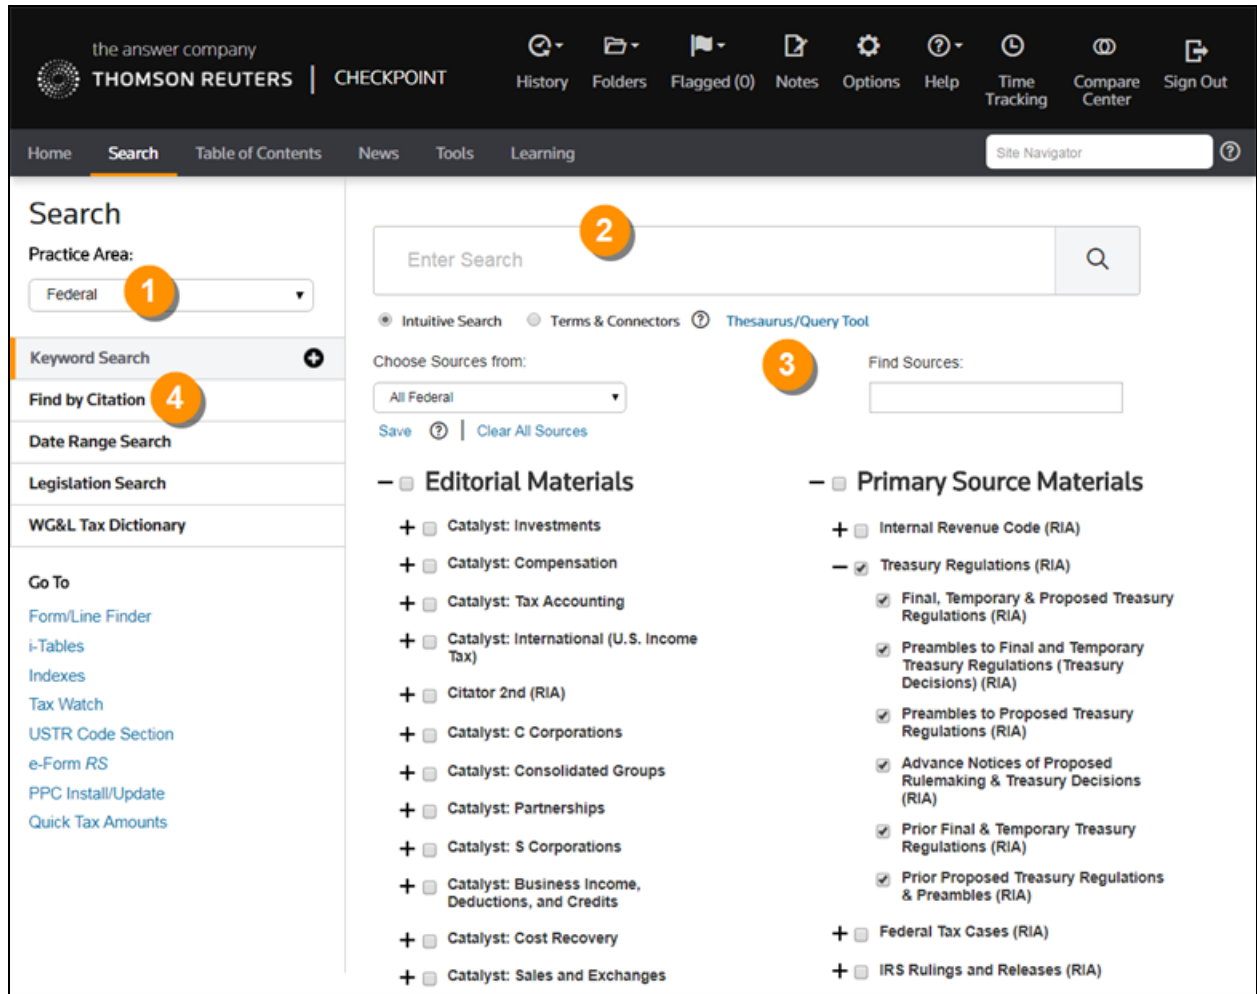 the answer company
THOMSON REUTERS
CHECKPOINT
History
Folders
Flagged (0)
Notes
Options
Help
Time
Tracking
Compare
Center
Sign Out
Home
Search
Table of Contents
News
Tools
Learning
Site Navigator
Search
Practice Area:
Federal
1
Keyword Search
Find by Citation
4
Date Range Search
Legislation Search
WG&L Tax Dictionary
Go To
Form/Line Finder
i-Tables
Indexes
Tax Watch
USTR Code Section
e-Form RS
PPC Install/Update
Quick Tax Amounts
2
Enter Search
Intuitive Search
Terms & Connectors
Thesaurus/Query Tool
3
Choose Sources from:
All Federal
Find Sources:
Save
Clear All Sources
Editorial Materials
Catalyst: Investments
Catalyst: Compensation
Catalyst: Tax Accounting
Catalyst: International (U.S. Income
Tax)
Citator 2nd (RIA)
Catalyst: C Corporations
Catalyst: Consolidated Groups
Catalyst: Partnerships
Catalyst: S Corporations
Catalyst: Business Income,
Deductions, and Credits
Catalyst: Cost Recovery
Catalyst: Sales and Exchanges
Primary Source Materials
Internal Revenue Code (RIA)
Treasury Regulations (RIA)
Final, Temporary & Proposed Treasury
Regulations (RIA)
Preambles to Final and Temporary
Treasury Regulations (Treasury
Decisions) (RIA)
Preambles to Proposed Treasury
Regulations (RIA)
Advance Notices of Proposed
Rulemaking & Treasury Decisions
(RIA)
Prior Final & Temporary Treasury
Regulations (RIA)
Prior Proposed Treasury Regulations
& Preambles (RIA)
Federal Tax Cases (RIA)
IRS Rulings and Releases (RIA)